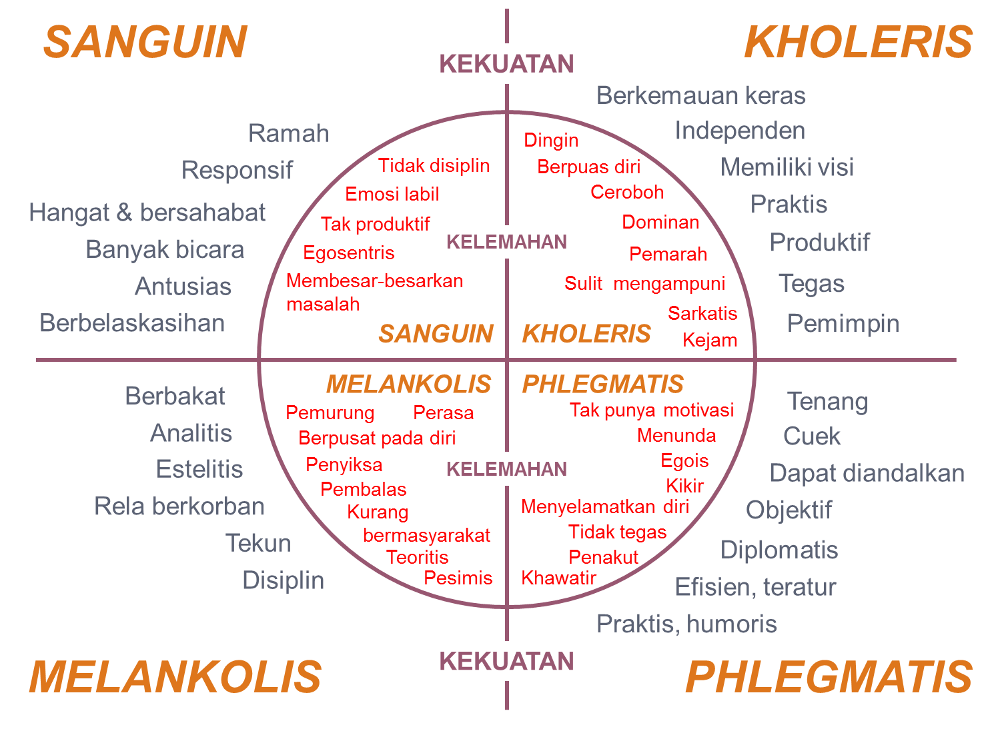 SANGUIN
KHOLERIS
KEKUATAN
Ramah
Responsif
Hangat & bersahabat
Banyak bicara
Antusias
Berbelaskasihan
Tidak disiplin
Emosi labil
Tak produktif
Egosentris
Membesar-besarkan
masalah
SANGUIN
KELEMAHAN
Dingin
Berpuas diri
Ceroboh
Dominan
Pemarah
Sulit mengampuni
Sarkatis
Kejam
KHOLERIS
Berkemauan keras
Independen
Memiliki visi
Praktis
Produktif
Tegas
Pemimpin
Berbakat
Analitis
Estelitis
Rela berkorban
Tekun
Disiplin
MELANKOLIS
Pemurung Perasa
Berpusat pada diri
Penyiksa
Pembalas
Kurang
bermasyarakat
Teoritis
Pesimis
KELEMAHAN
PHLEGMATIS
Tak punya motivasi
Menunda
Egois
Kikir
Menyelamatkan diri
Tidak tegas
Penakut
Khawatir
Tenang
Cuek
Dapat diandalkan
Objektif
Diplomatis
Efisien, teratur
Praktis, humoris
KEKUATAN
MELANKOLIS
PHLEGMATIS